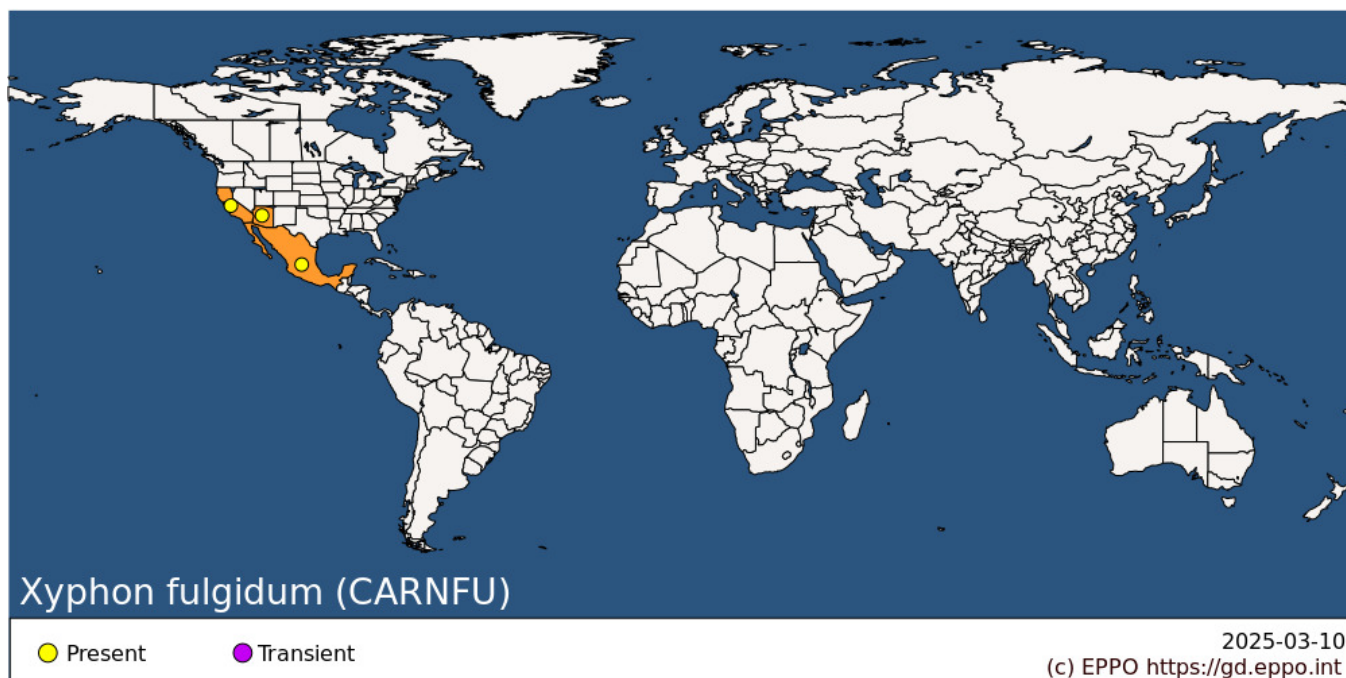 Xyphon fulgidum (CARNFU)
Present
Transient
2025-03-10
(c) EPPO https://gd.eppo.int